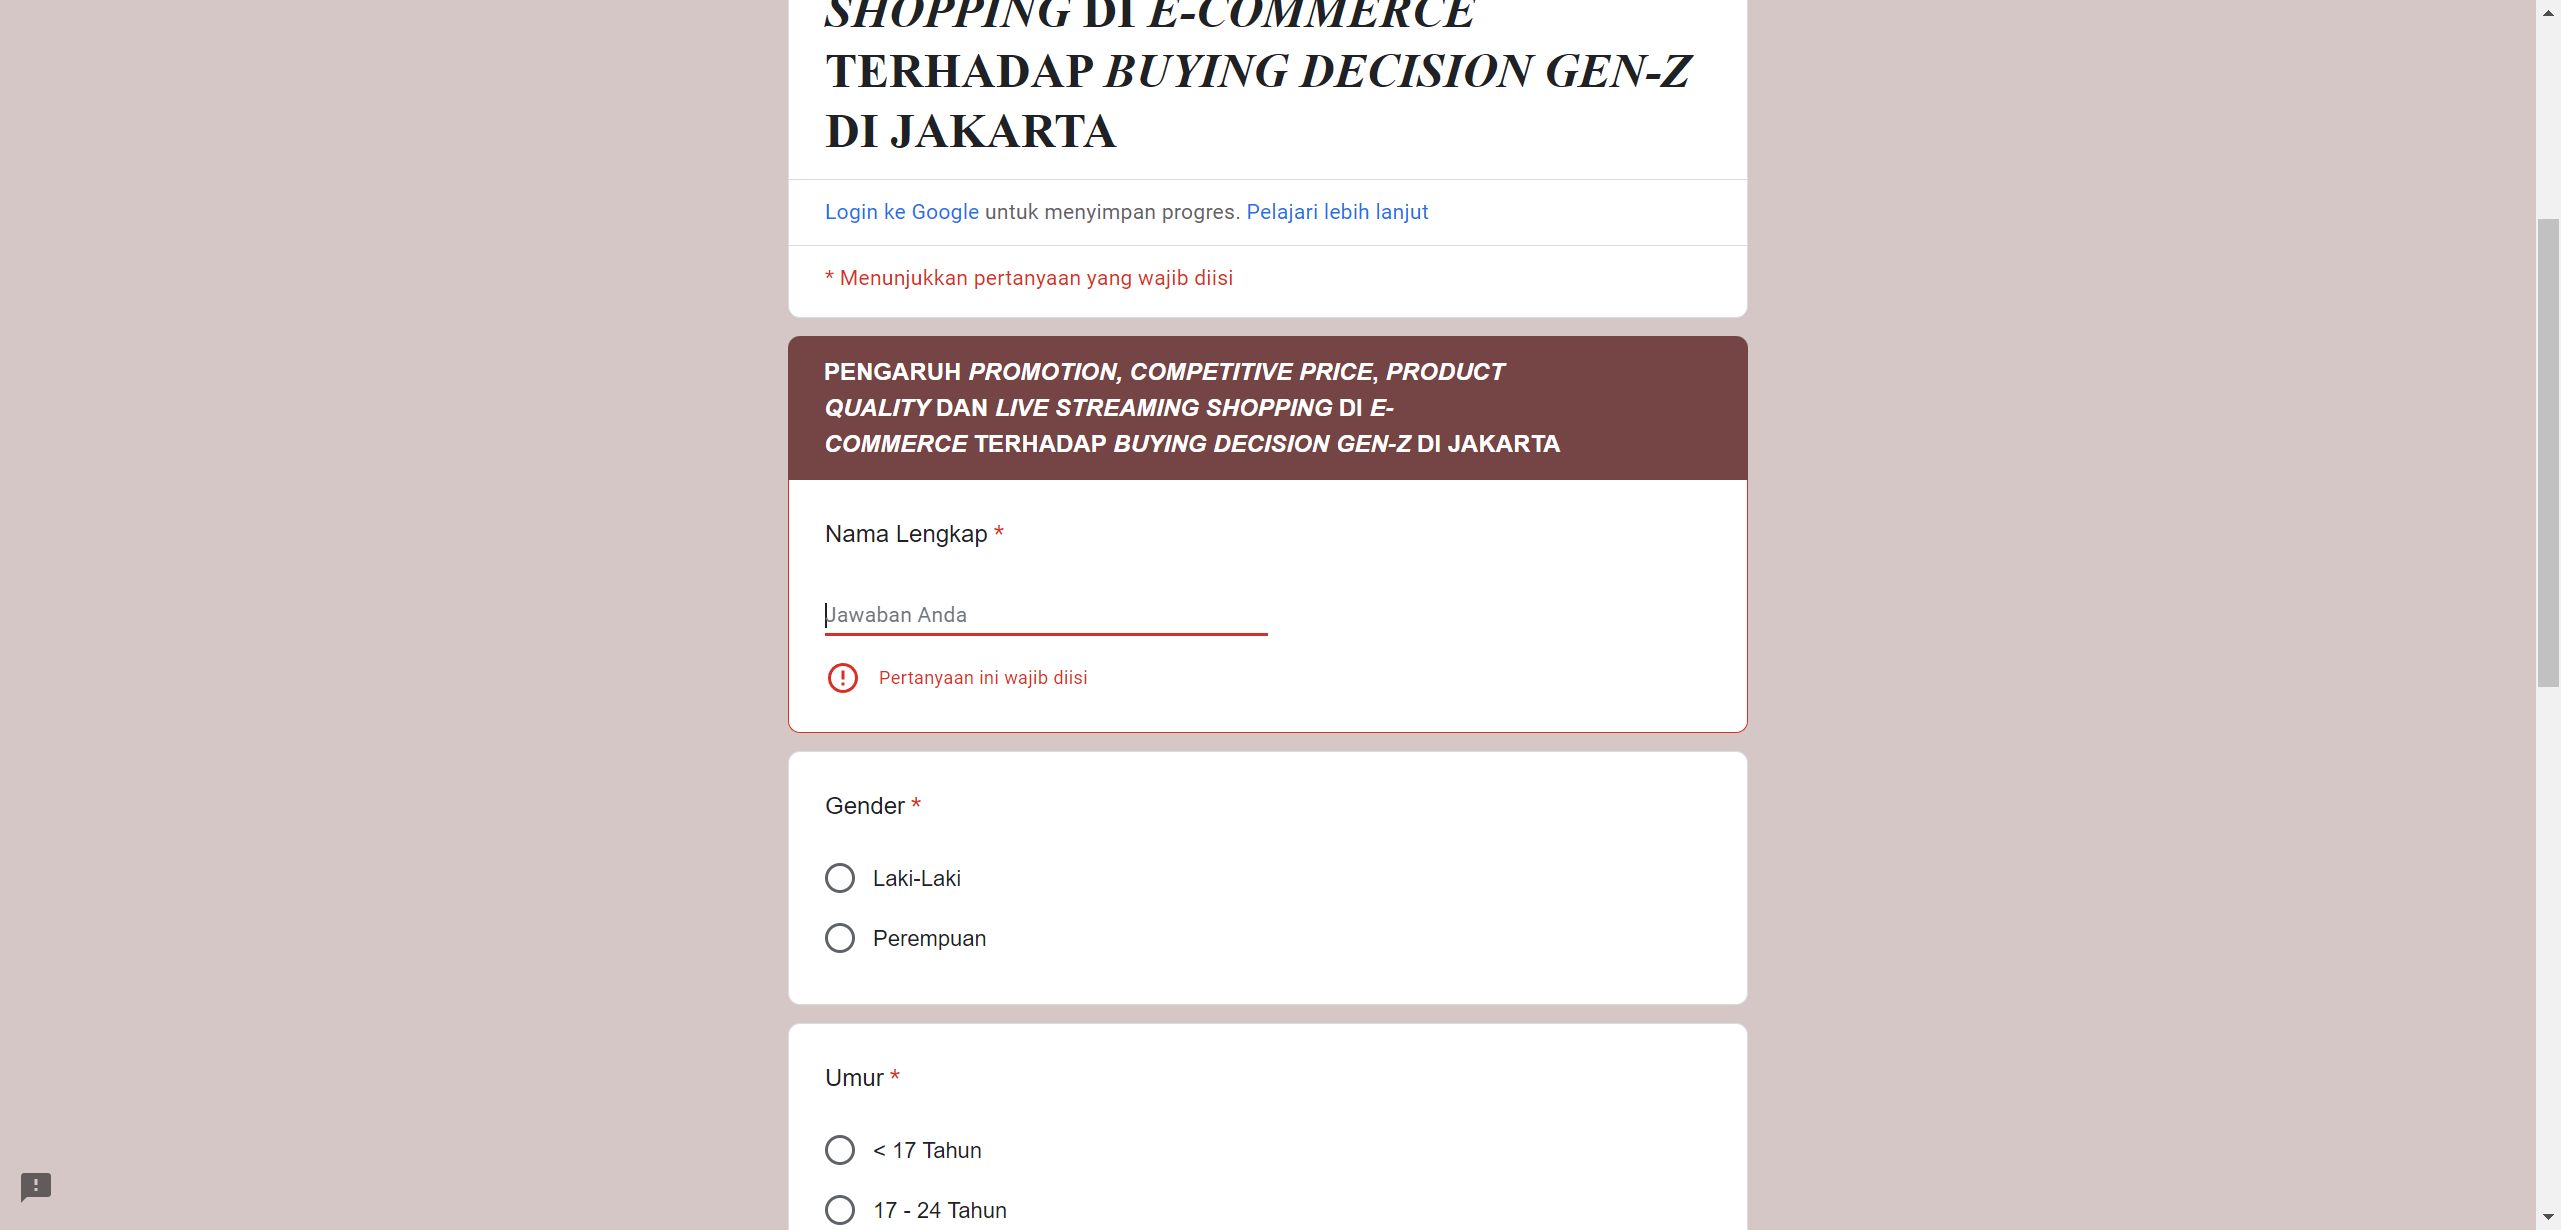 SHOPPING DI E-COMMERCE
TERHADAP BUYING DECISION GEN-Z
DI JAKARTA
Login ke Google untuk menyimpan progres. Pelajari lebih lanjut
* Menunjukkan pertanyaan yang wajib diisi
PENGARUH PROMOTION, COMPETITIVE PRICE, PRODUCT
QUALITY DAN LIVE STREAMING SHOPPING DI E-
COMMERCE TERHADAP BUYING DECISION GEN-Z DI JAKARTA
Nama Lengkap *
Jawaban Anda
Pertanyaan ini wajib diisi
Gender *
Laki-Laki
Perempuan
Umur *
< 17 Tahun
17 - 24 Tahun